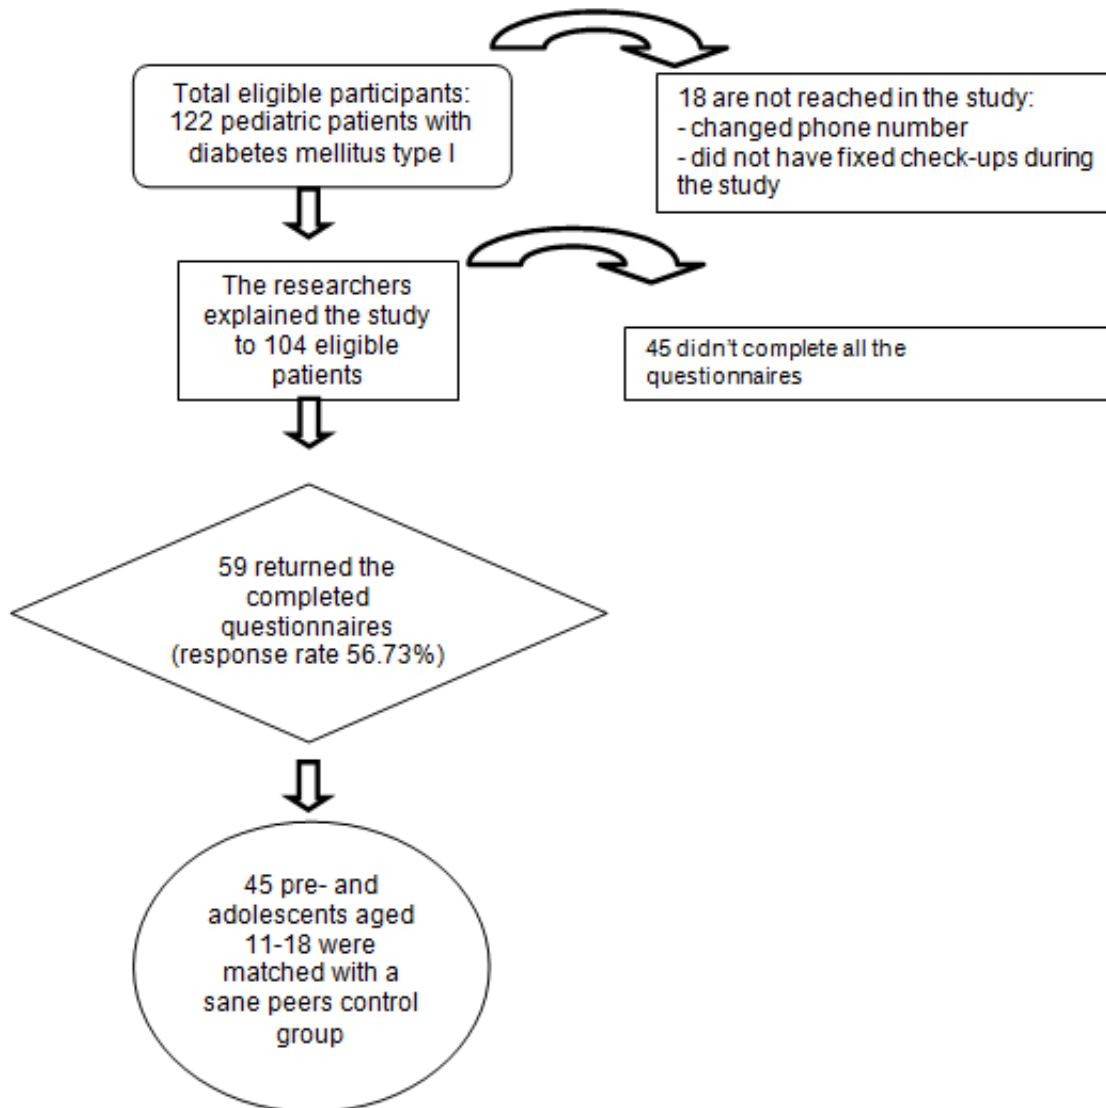 Total eligible participants:
122 pediatric patients with
diabetes mellitus type I
18 are not reached in the study:
- changed phone number
- did not have fixed check-ups during
the study
The researchers
explained the study
to 104 eligible
patients
45 didn't complete all the
questionnaires
59 returned the
completed
questionnaires
(response rate 56.73%)
45 pre- and
adolescents aged
11-18 were
matched with a
sane peers control
group